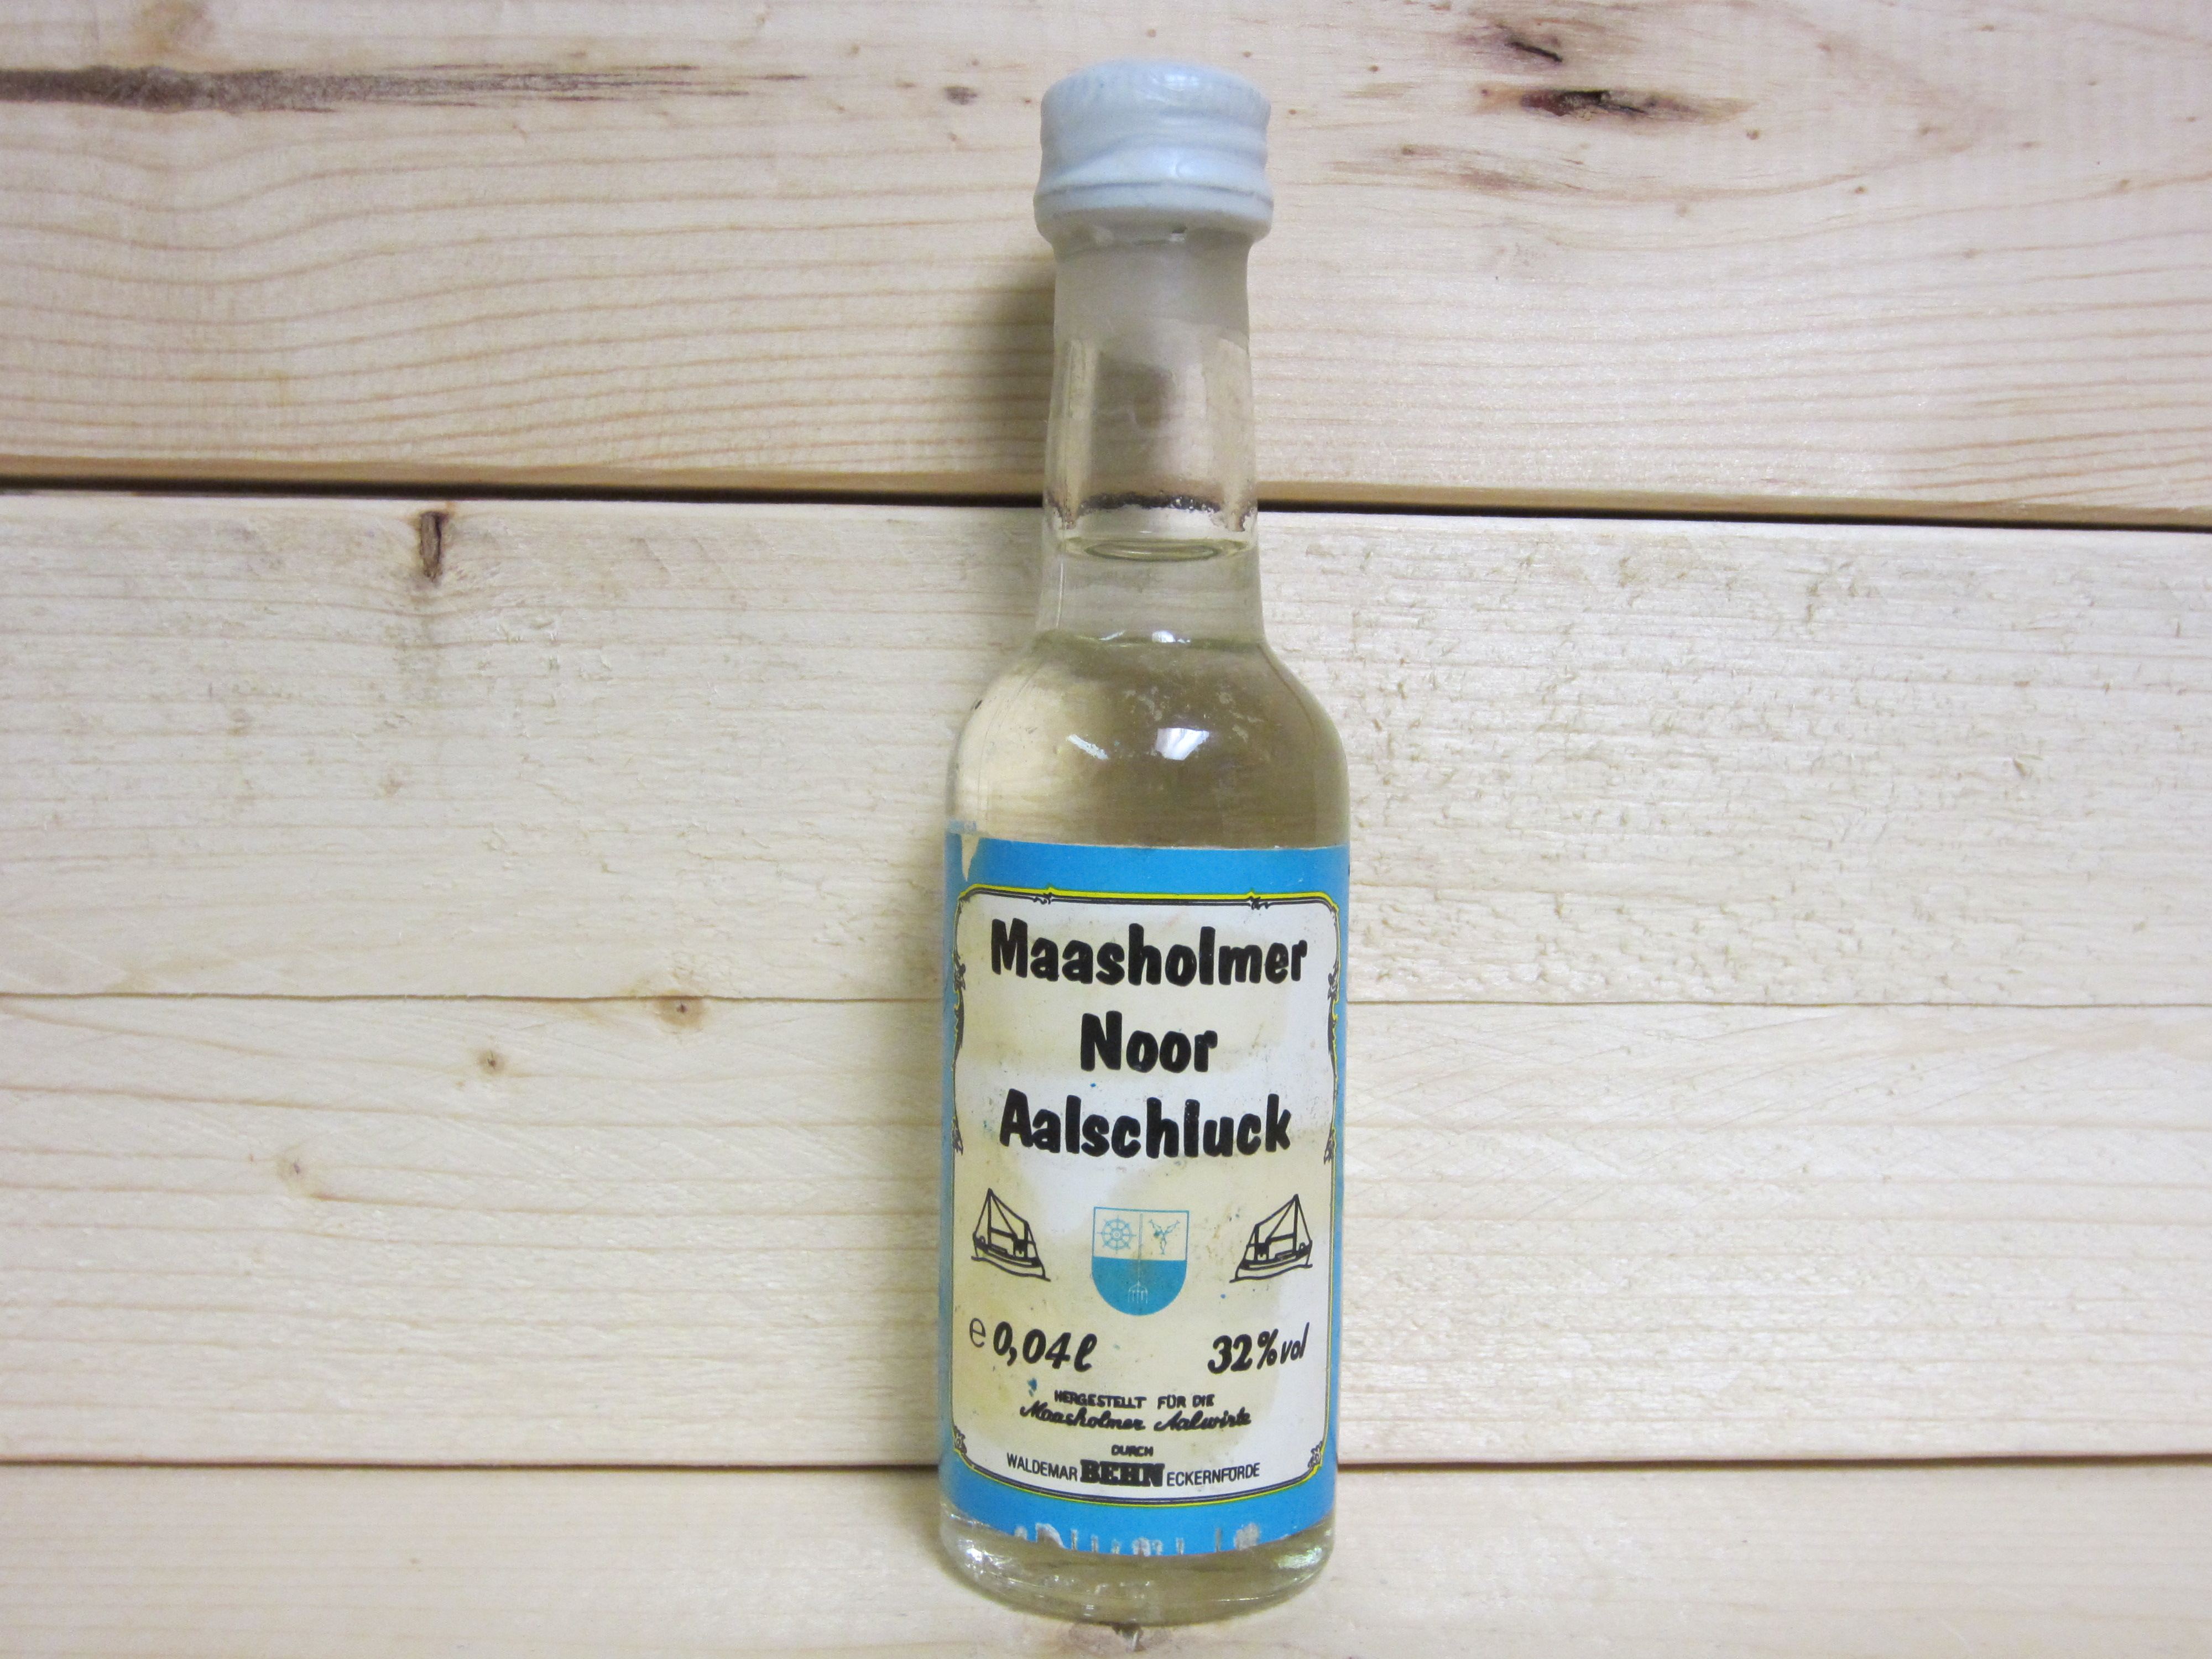 Maasholmer
Noor
Aalschluck
e 0,04 l 32% vol
HERGESTELLT FÜR DIE
Maasholmer Aalwirte
DURCH
WALDEMAR BEHN ECKERNFÖRDE